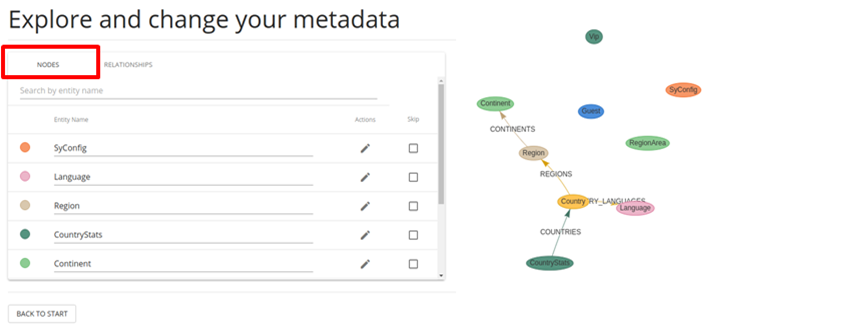 Explore and change your metadata
NODES
RELATIONSHIPS
Search by entity name
Entity Name
Actions
Skip
SyConfig
Language
Region
CountryStats
Continent
BACK TO START
Vip
SyConfig
Continent
Guest
CONTINENTS
RegionArea
Region
REGIONS
Country
RY_LANGUAGES
Language
COUNTRIES
CountryStats